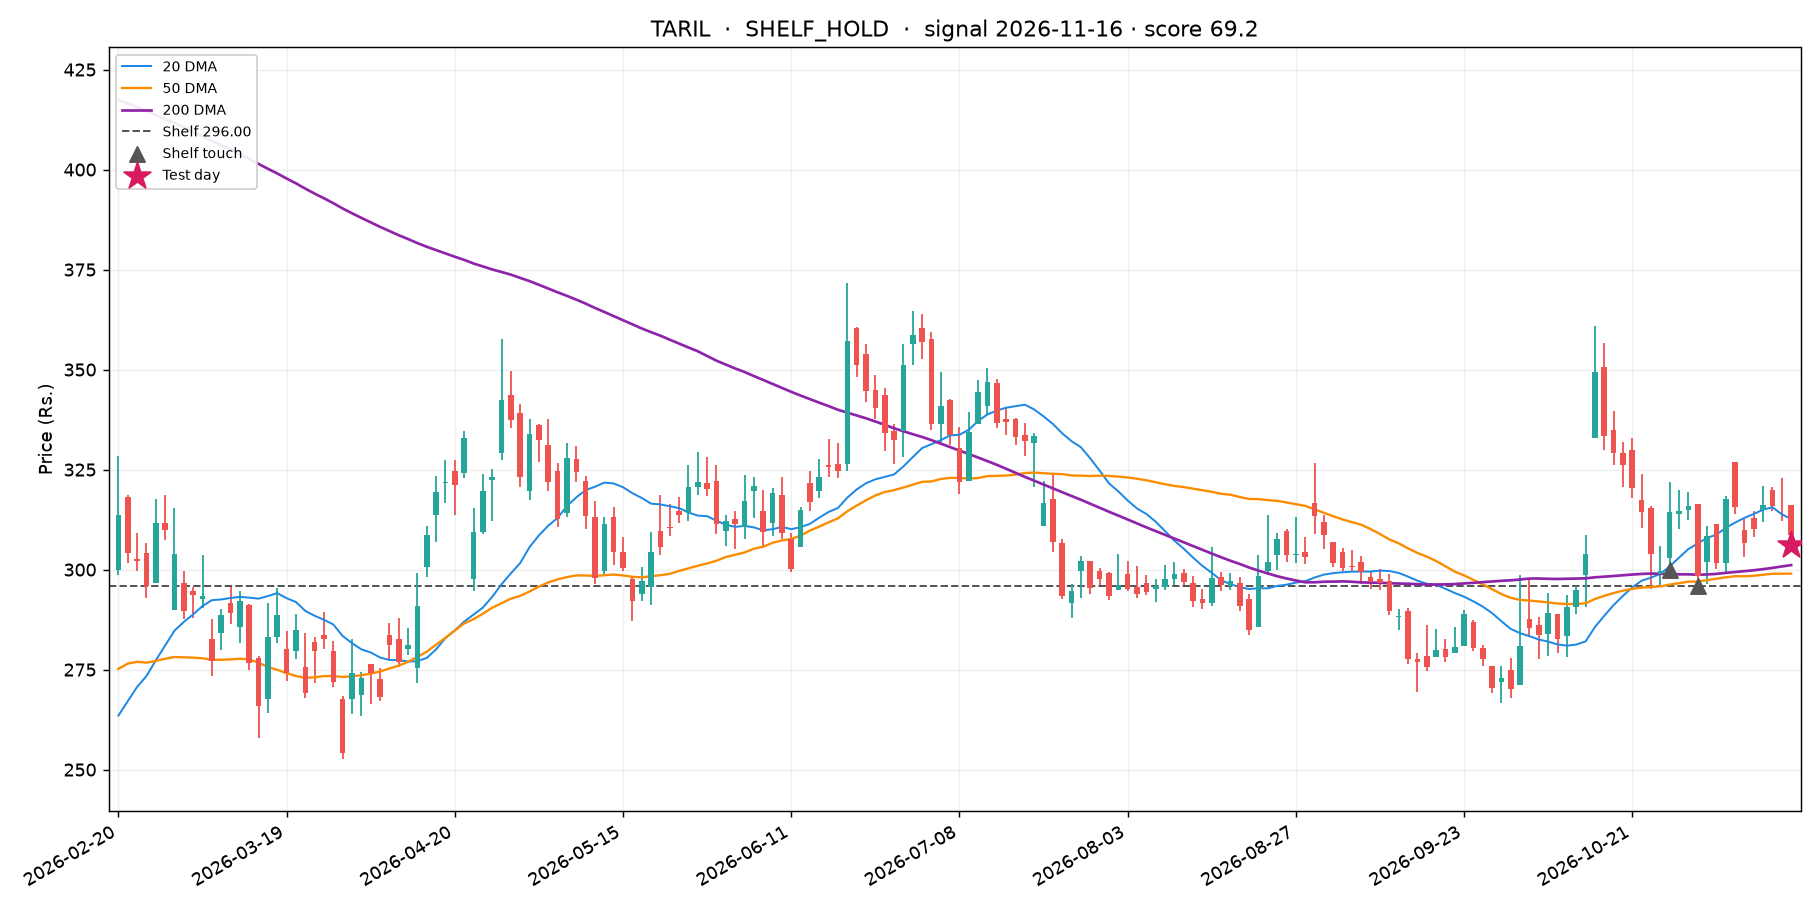 TARIL · SHELF_HOLD · signal 2026-11-16 · score 69.2
20 DMA
50 DMA
200 DMA
Shelf 296.00
Shelf touch
Test day
Price (Rs.)
425
400
375
350
325
300
275
250
2026-02-20
2026-03-19
2026-04-20
2026-05-15
2026-06-11
2026-07-08
2026-08-03
2026-08-27
2026-09-23
2026-10-21